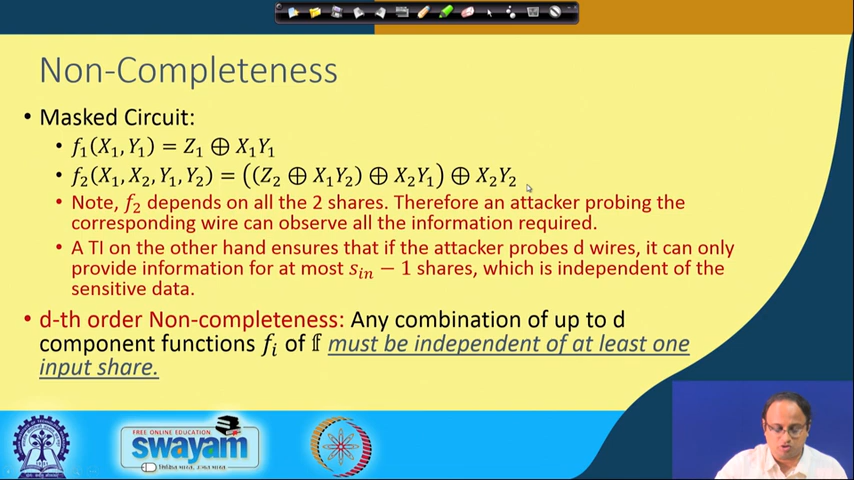 Non-Completeness
• Masked Circuit:
• f₁(X₁, Y₁) = Z₁ ⊕ X₁Y₁
• f₂(X₁, X₂, Y₁, Y₂) = ((Z₂ ⊕ X₁Y₂) ⊕ X₂Y₁) ⊕ X₂Y₂
• Note, f₂ depends on all the 2 shares. Therefore an attacker probing the
corresponding wire can observe all the information required.
• A TI on the other hand ensures that if the attacker probes d wires, it can only
provide information for at most sᵢₙ − 1 shares, which is independent of the
sensitive data.
• d-th order Non-completeness: Any combination of up to d
component functions fᵢ of 𝕗 must be independent of at least one
input share.
FREE ONLINE EDUCATION
swayam